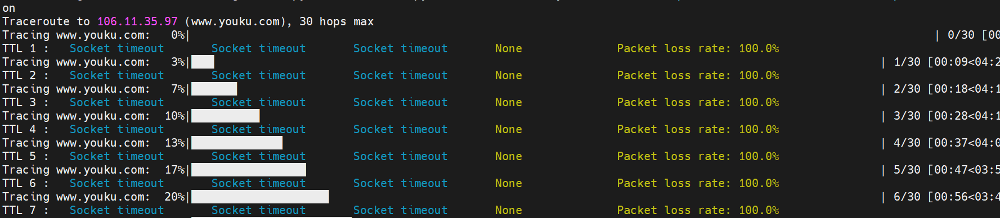 on
Traceroute to 106.11.35.97 (www.youku.com), 30 hops max
Tracing www.youku.com:   0%| | 0/30 [00
TTL 1 :   Socket timeout       Socket timeout       Socket timeout       None              Packet loss rate: 100.0%
Tracing www.youku.com:   3%| | 1/30 [00:09<04:2
TTL 2 :   Socket timeout       Socket timeout       Socket timeout       None              Packet loss rate: 100.0%
Tracing www.youku.com:   7%| | 2/30 [00:18<04:1
TTL 3 :   Socket timeout       Socket timeout       Socket timeout       None              Packet loss rate: 100.0%
Tracing www.youku.com:  10%| | 3/30 [00:28<04:1
TTL 4 :   Socket timeout       Socket timeout       Socket timeout       None              Packet loss rate: 100.0%
Tracing www.youku.com:  13%| | 4/30 [00:37<04:0
TTL 5 :   Socket timeout       Socket timeout       Socket timeout       None              Packet loss rate: 100.0%
Tracing www.youku.com:  17%| | 5/30 [00:47<03:5
TTL 6 :   Socket timeout       Socket timeout       Socket timeout       None              Packet loss rate: 100.0%
Tracing www.youku.com:  20%| | 6/30 [00:56<03:4
TTL 7 :   Socket timeout       Socket timeout       Socket timeout       None              Packet loss rate: 100.0%